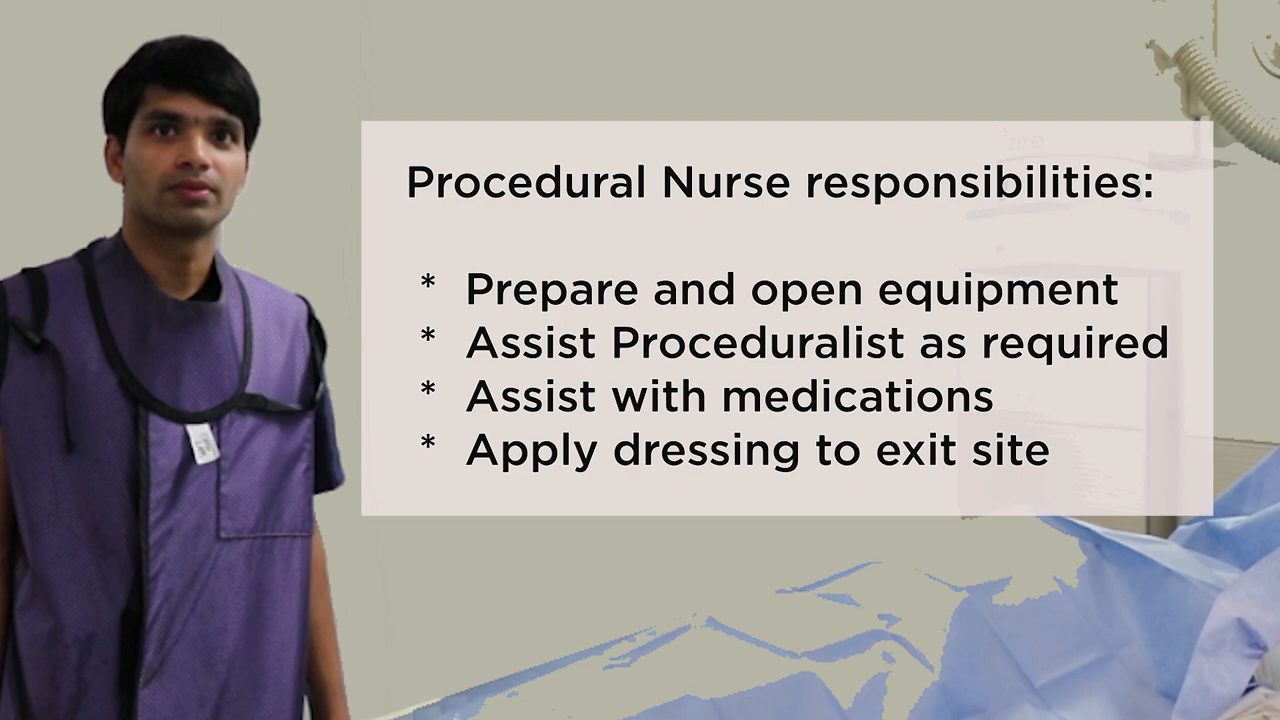 Procedural Nurse responsibilities:
* Prepare and open equipment
* Assist Proceduralist as required
* Assist with medications
* Apply dressing to exit site